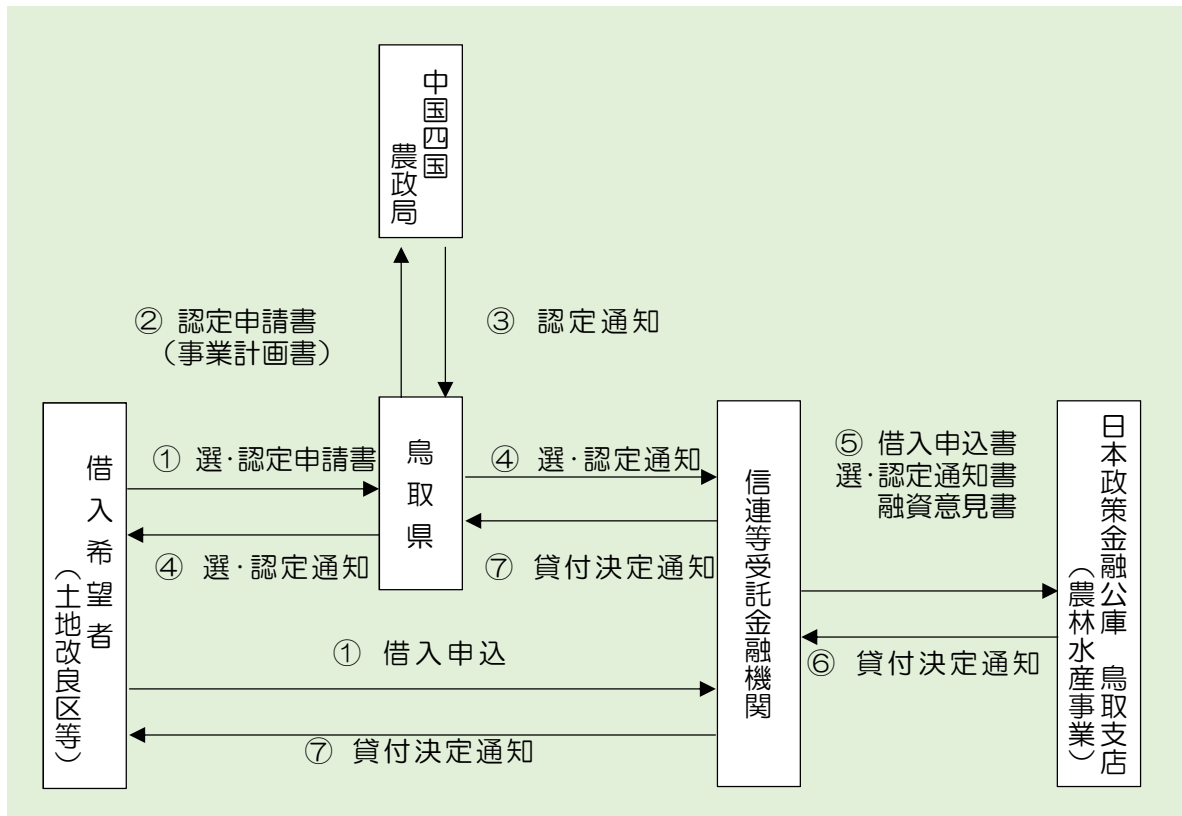 中国四国
農政局
② 認定申請書
（事業計画書）
③ 認定通知
借入希望者
（土地改良区等）
① 選･認定申請書
④ 選･認定通知
鳥取県
④ 選･認定通知
⑦ 貸付決定通知
① 借入申込
⑦ 貸付決定通知
信連等受託金融機関
⑤ 借入申込書
選･認定通知書
融資意見書
⑥ 貸付決定通知
日本政策金融公庫　鳥取支店
（農林水産事業）